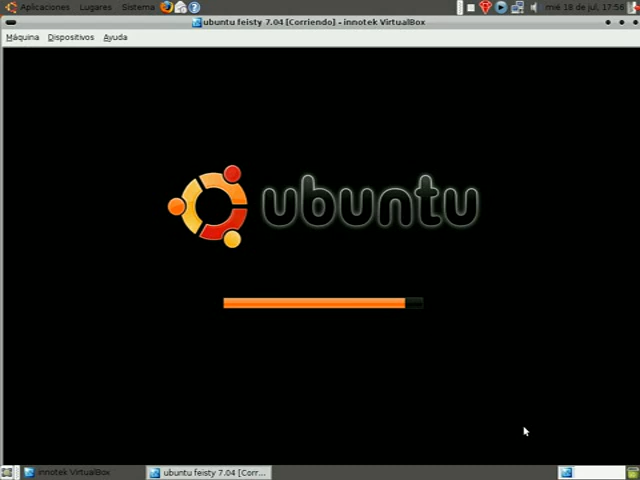 Aplicaciones Lugares Sistema mié 18 de jul, 17:56
ubuntu feisty 7.04 [Corriendo] - innotek VirtualBox
Máquina Dispositivos Ayuda
ubuntu
innotek VirtualBox ubuntu feisty 7.04 [Corr...